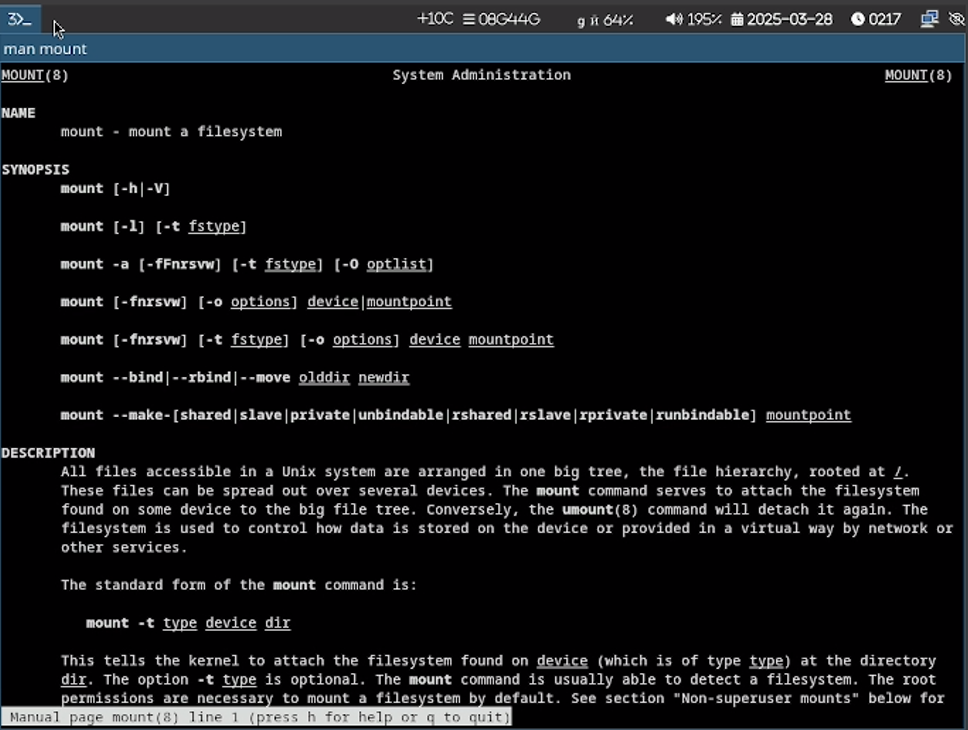 3>_ +10C 08G44G g й 64% 195% 2025-03-28 0217
man mount
MOUNT(8) System Administration MOUNT(8)
NAME
mount - mount a filesystem
SYNOPSIS
mount [-h|-V]
mount [-l] [-t fstype]
mount -a [-fFnrsvw] [-t fstype] [-O optlist]
mount [-fnrsvw] [-o options] device|mountpoint
mount [-fnrsvw] [-t fstype] [-o options] device mountpoint
mount --bind|--rbind|--move olddir newdir
mount --make-[shared|slave|private|unbindable|rshared|rslave|rprivate|runbindable] mountpoint
DESCRIPTION
All files accessible in a Unix system are arranged in one big tree, the file hierarchy, rooted at /.
These files can be spread out over several devices. The mount command serves to attach the filesystem
found on some device to the big file tree. Conversely, the umount(8) command will detach it again. The
filesystem is used to control how data is stored on the device or provided in a virtual way by network or
other services.
The standard form of the mount command is:
mount -t type device dir
This tells the kernel to attach the filesystem found on device (which is of type type) at the directory
dir. The option -t type is optional. The mount command is usually able to detect a filesystem. The root
permissions are necessary to mount a filesystem by default. See section "Non-superuser mounts" below for
Manual page mount(8) line 1 (press h for help or q to quit)